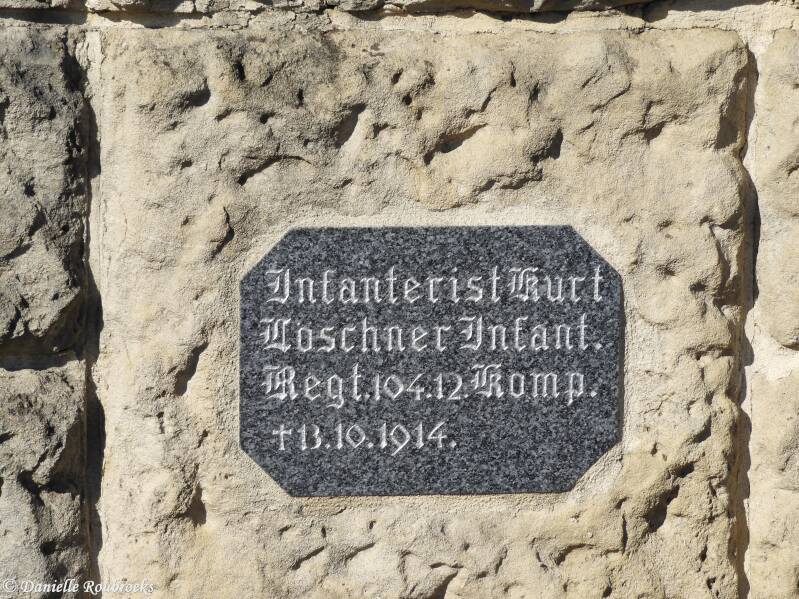 Infanterist Kurt
Loschner Infant.
Regt. 104. 12. Komp.
† 13. 10. 1914.
© Danielle Roubroeks